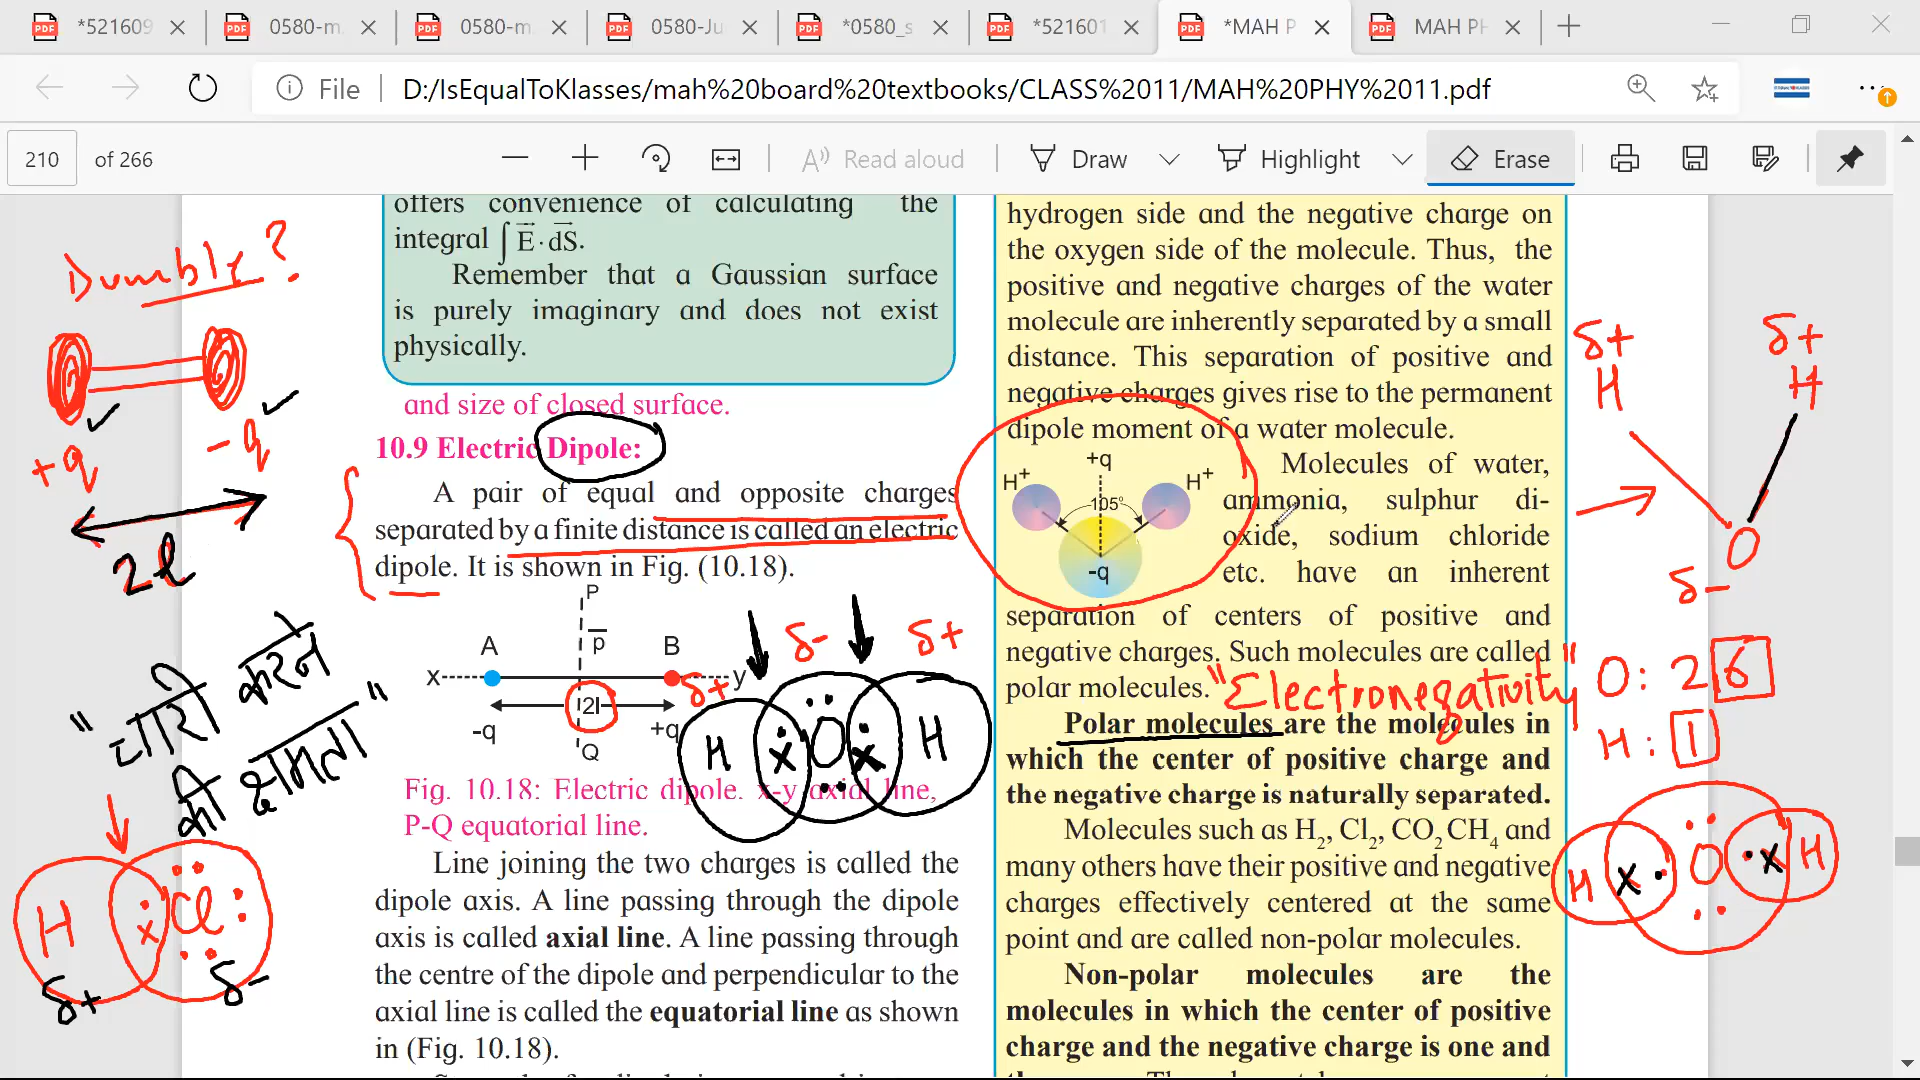 *521609
0580-m
0580-m
0580-Ju
*0580_s
*521601
*MAH P
MAH PH
File
D:/IsEqualToKlasses/mah%20board%20textbooks/CLASS%2011/MAH%20PHY%2011.pdf
210 of 266
Read aloud
Draw
Highlight
Erase
offers convenience of calculating the
integral ∫ E⃗ · dS⃗.
Remember that a Gaussian surface
is purely imaginary and does not exist
physically.
and size of closed surface.
10.9 Electric Dipole:
A pair of equal and opposite charges
separated by a finite distance is called an electric
dipole. It is shown in Fig. (10.18).
P
p
A
B
x
y
2l
-q
+q
Q
Fig. 10.18: Electric dipole. x-y axial line,
P-Q equatorial line.
Line joining the two charges is called the
dipole axis. A line passing through the dipole
axis is called axial line. A line passing through
the centre of the dipole and perpendicular to the
axial line is called the equatorial line as shown
in (Fig. 10.18).
hydrogen side and the negative charge on
the oxygen side of the molecule. Thus, the
positive and negative charges of the water
molecule are inherently separated by a small
distance. This separation of positive and
negative charges gives rise to the permanent
dipole moment of a water molecule.
+q
H+
H+
105°
-q
Molecules of water,
ammonia, sulphur di-
oxide, sodium chloride
etc. have an inherent
separation of centers of positive and
negative charges. Such molecules are called
polar molecules.
Polar molecules are the molecules in
which the center of positive charge and
the negative charge is naturally separated.
Molecules such as H2, Cl2, CO2 CH4 and
many others have their positive and negative
charges effectively centered at the same
point and are called non-polar molecules.
Non-polar molecules are the
molecules in which the center of positive
charge and the negative charge is one and
Dumble?
+q
-q
2l
H
Cl
x
δ+
δ-
δ-
δ+
δ+
H
x
O
x
H
"Electronegativity"
δ+
δ+
H
H
O
δ-
O: 2 6
H: 1
H
x
O
x
H